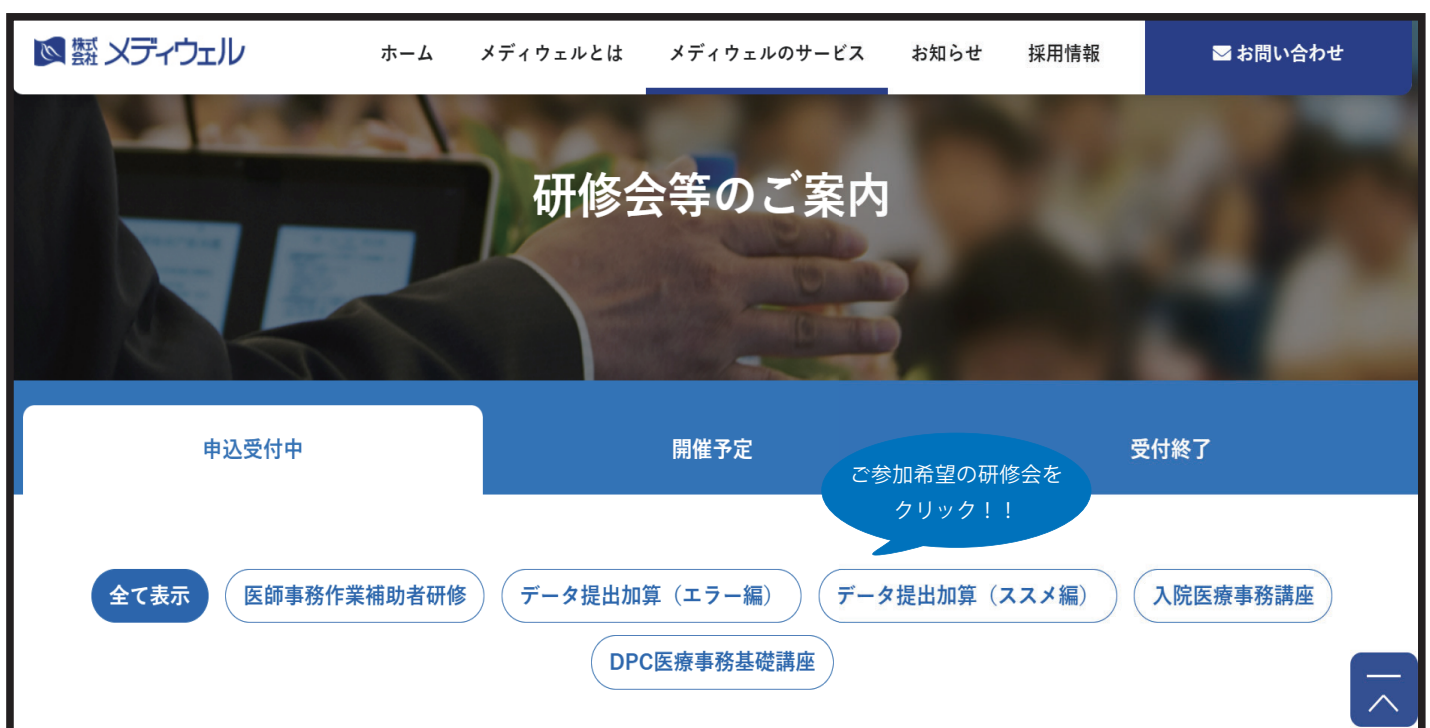 株式会社 メディウェル
ホーム
メディウェルとは
メディウェルのサービス
お知らせ
採用情報
お問い合わせ
研修会等のご案内
申込受付中
開催予定
受付終了
ご参加希望の研修会を
クリック！！
全て表示
医師事務作業補助者研修
データ提出加算（エラー編）
データ提出加算（ススメ編）
入院医療事務講座
DPC医療事務基礎講座